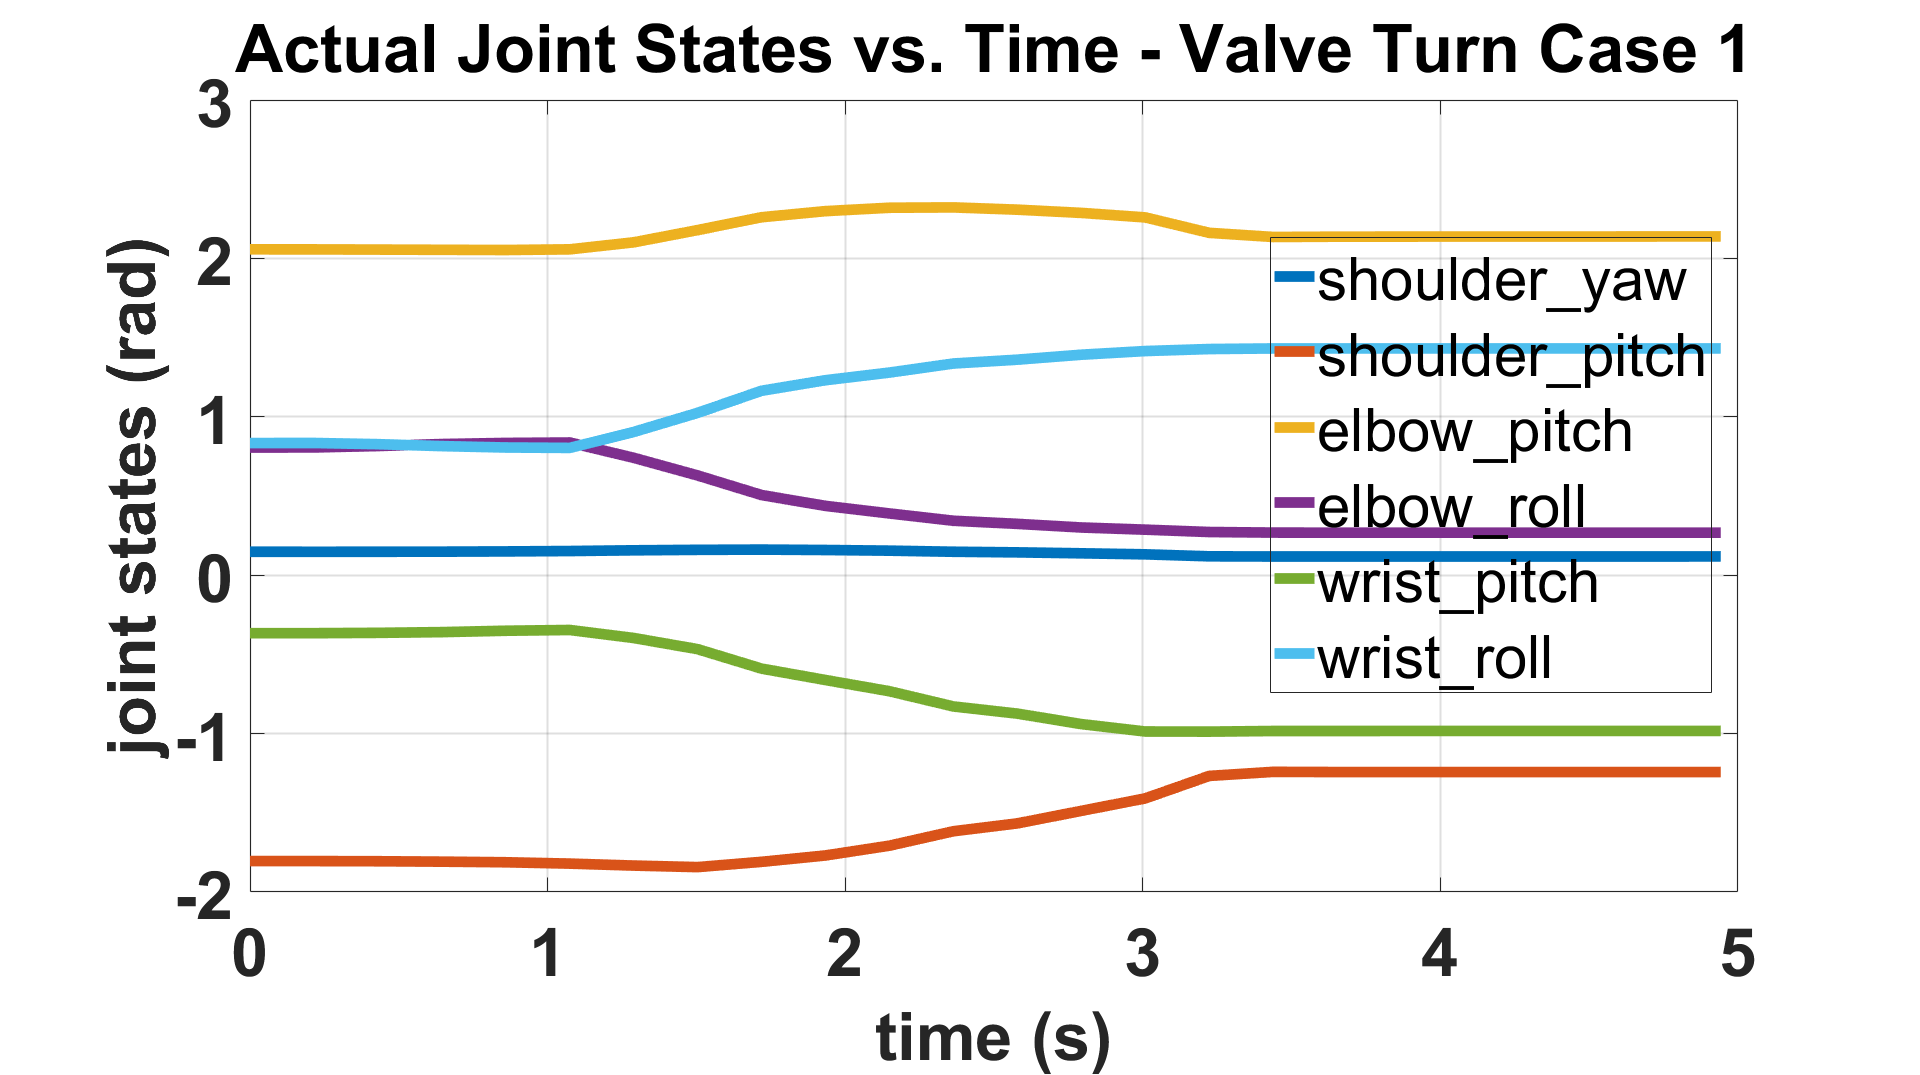 Actual Joint States vs. Time - Valve Turn Case 1
3
2
1
0
-1
-2
joint states (rad)
shoulder_yaw
shoulder_pitch
elbow_pitch
elbow_roll
wrist_pitch
wrist_roll
0 1 2 3 4 5
time (s)